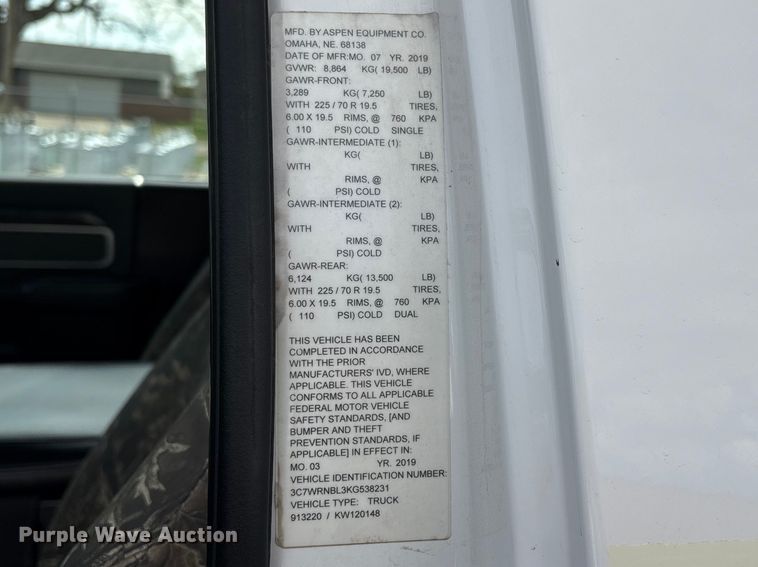 MFD. BY ASPEN EQUIPMENT CO.
OMAHA, NE. 68138
DATE OF MFR:MO. 07 YR. 2019
GVWR: 8,864 KG( 19,500 LB)
GAWR-FRONT:
3,289 KG( 7,250 LB)
WITH 225 / 70 R 19.5 TIRES,
6.00 X 19.5 RIMS, @ 760 KPA
( 110 PSI) COLD SINGLE
GAWR-INTERMEDIATE (1):
KG( LB)
WITH TIRES,
RIMS, @ KPA
( PSI) COLD
GAWR-INTERMEDIATE (2):
KG( LB)
WITH TIRES,
RIMS, @ KPA
( PSI) COLD
GAWR-REAR:
6,124 KG( 13,500 LB)
WITH 225 / 70 R 19.5 TIRES,
6.00 X 19.5 RIMS, @ 760 KPA
( 110 PSI) COLD DUAL
THIS VEHICLE HAS BEEN
COMPLETED IN ACCORDANCE
WITH THE PRIOR
MANUFACTURERS' IVD, WHERE
APPLICABLE. THIS VEHICLE
CONFORMS TO ALL APPLICABLE
FEDERAL MOTOR VEHICLE
SAFETY STANDARDS, [AND
BUMPER AND THEFT
PREVENTION STANDARDS, IF
APPLICABLE] IN EFFECT IN:
MO. 03 YR. 2019
VEHICLE IDENTIFICATION NUMBER:
3C7WRNBL3KG538231
VEHICLE TYPE: TRUCK
913220 / KW120148
Purple Wave Auction